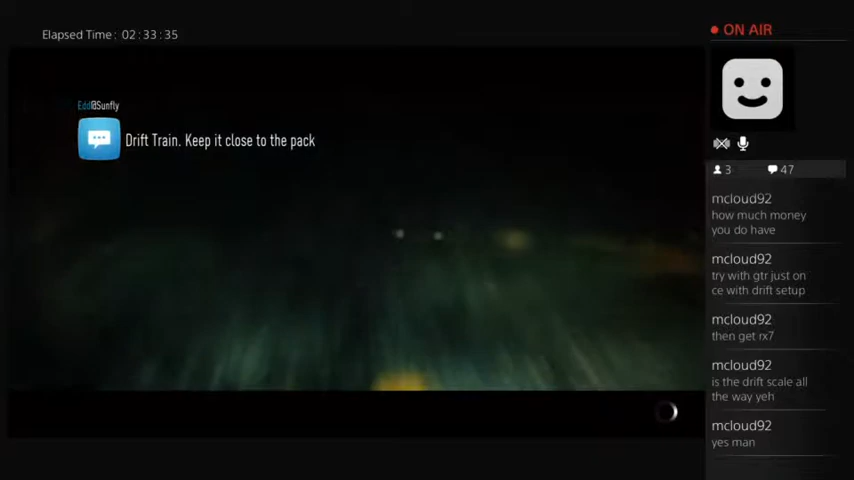 Elapsed Time: 02:33:35
ON AIR
Edd@Sunfly
Drift Train. Keep it close to the pack
3 47
mcloud92
how much money
you do have
mcloud92
try with gtr just on
ce with drift setup
mcloud92
then get rx7
mcloud92
is the drift scale all
the way yeh
mcloud92
yes man